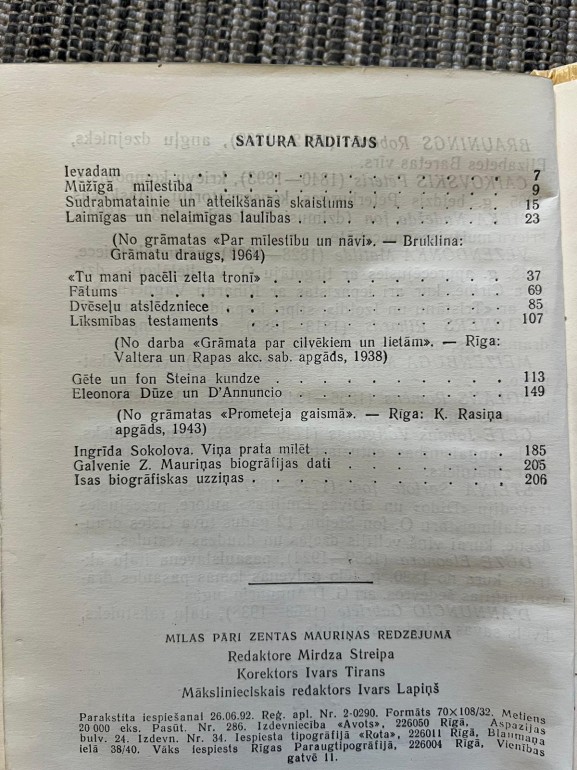 SATURA RĀDĪTĀJS
Ievadam . . . . . . . . . . . . 7
Mūžīgā mīlestība . . . . . . . . . . 9
Sudrabmatainie un atteikšanās skaistums . . . . . 15
Laimīgas un nelaimīgas laulības . . . . . . . 23
(No grāmatas «Par mīlestību un nāvi». — Bruklina:
Grāmatu draugs, 1964)
«Tu mani pacēli zelta tronī» . . . . . . . . 37
Fātums . . . . . . . . . . . . 69
Dvēseļu atslēdzniece . . . . . . . . . 85
Līksmības testaments . . . . . . . . . 107
(No darba «Grāmata par cilvēkiem un lietām». — Rīga:
Valtera un Rapas akc. sab. apgāds, 1938)
Gēte un fon Šteina kundze . . . . . . . . 113
Eleonora Dūze un D'Annuncio . . . . . . . 149
(No grāmatas «Prometeja gaismā». — Rīga: K. Rasiņa
apgāds, 1943)
Ingrīda Sokolova. Viņa prata mīlēt . . . . . . 185
Galvenie Z. Mauriņas biogrāfijas dati . . . . . . 205
Īsas biogrāfiskas uzziņas . . . . . . . . . 206
MĪLAS PĀRI ZENTAS MAURIŅAS REDZĒJUMĀ
Redaktore Mirdza Streipa
Korektors Ivars Tirans
Mākslinieciskais redaktors Ivars Lapiņš
Parakstīta iespiešanai 26.06.92. Reģ. apl. Nr. 2-0290. Formāts 70×108/32. Metiens
20 000 eks. Pasūt. Nr. 286. Izdevniecība «Avots», 226050 Rīgā, Aspazijas
bulv. 24. Izdevn. Nr. 34. Iespiesta tipogrāfijā «Rota», 226011 Rīgā, Blaumaņa
ielā 38/40. Vāks iespiests Rīgas Paraugtipogrāfijā, 226004 Rīgā, Vienības
gatvē 11.